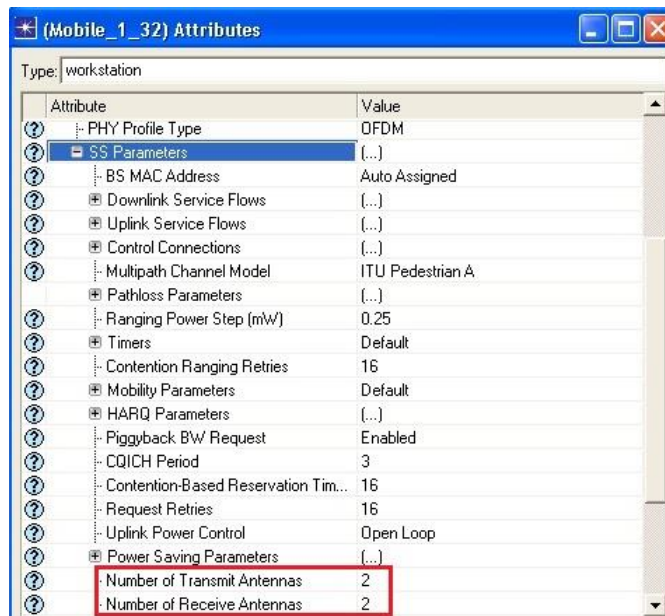 (Mobile_1_32) Attributes
Type: workstation
Attribute Value
PHY Profile Type OFDM
SS Parameters (...)
BS MAC Address Auto Assigned
Downlink Service Flows (...)
Uplink Service Flows (...)
Control Connections (...)
Multipath Channel Model ITU Pedestrian A
Pathloss Parameters (...)
Ranging Power Step (mW) 0.25
Timers Default
Contention Ranging Retries 16
Mobility Parameters Default
HARQ Parameters (...)
Piggyback BW Request Enabled
CQICH Period 3
Contention-Based Reservation Tim... 16
Request Retries 16
Uplink Power Control Open Loop
Power Saving Parameters (...)
Number of Transmit Antennas 2
Number of Receive Antennas 2